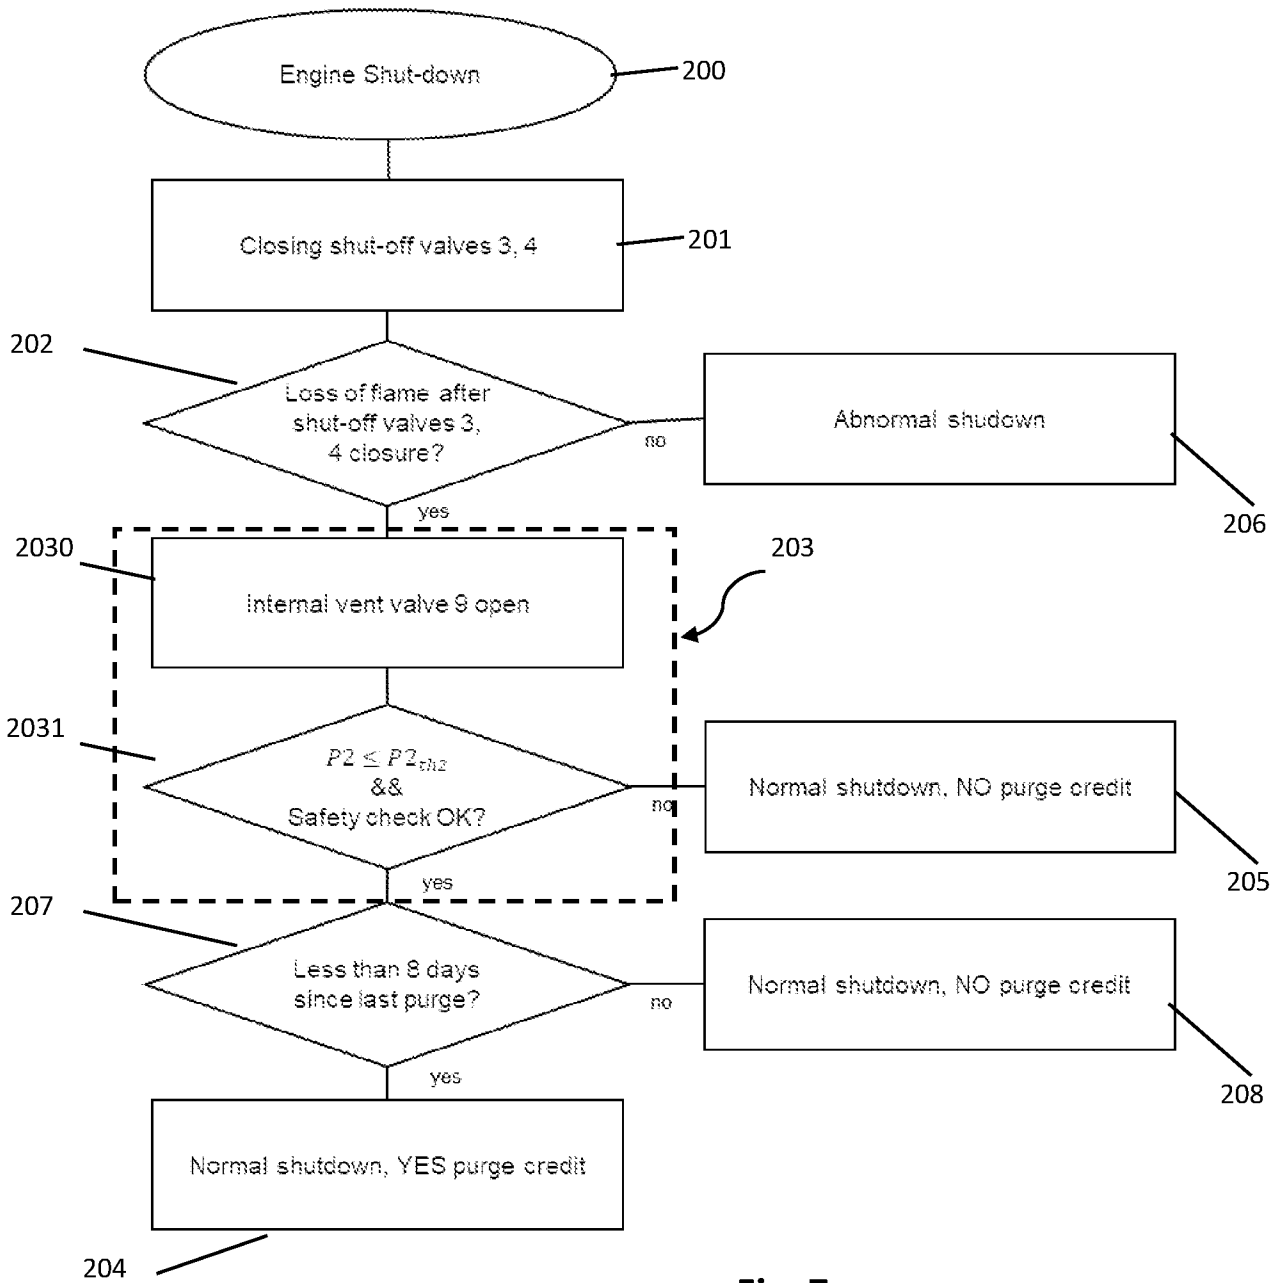 Engine Shut-down
200
Closing shut-off valves 3, 4
201
202
Loss of flame after
shut-off valves 3,
4 closure?
no
Abnormal shudown
206
yes
2030
Internal vent valve 9 open
203
2031
P2 ≤ P2th2
&&
Safety check OK?
no
Normal shutdown, NO purge credit
205
yes
207
Less than 8 days
since last purge?
no
Normal shutdown, NO purge credit
208
yes
Normal shutdown, YES purge credit
204